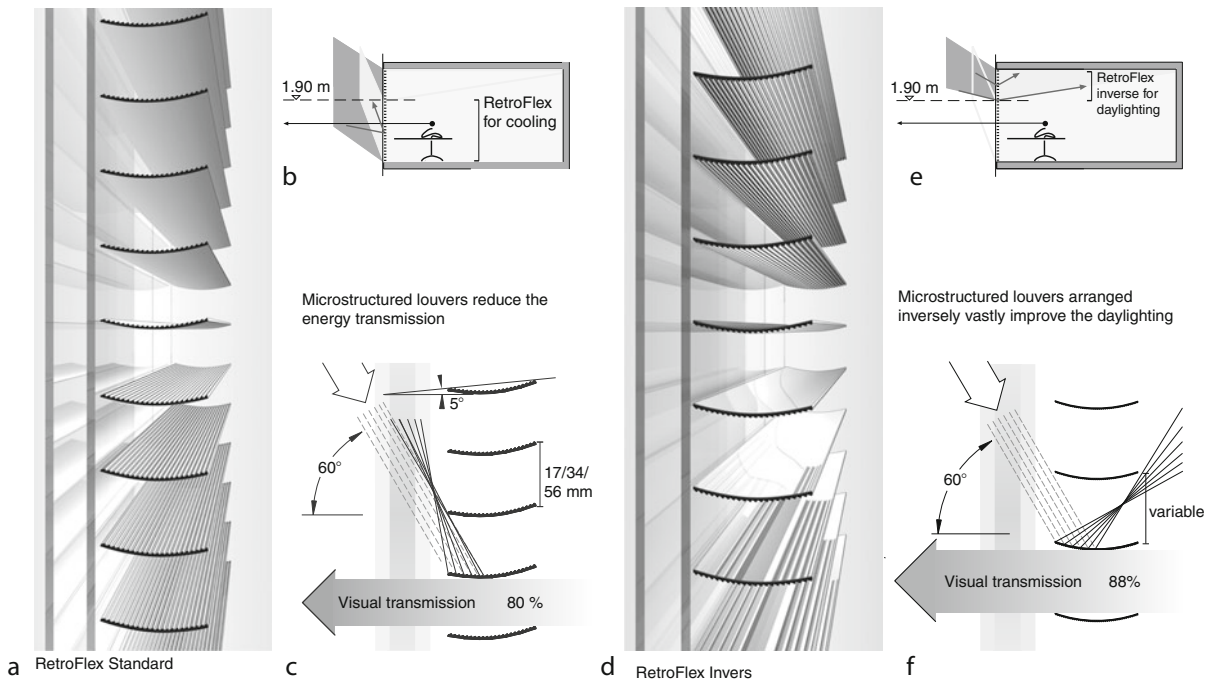 1.90 m
RetroFlex
for cooling
b
1.90 m
RetroFlex
inverse for
daylighting
e
Microstructured louvers reduce the
energy transmission
5°
60°
17/34/
56 mm
Visual transmission 80 %
a RetroFlex Standard
c
Microstructured louvers arranged
inversely vastly improve the daylighting
60°
variable
Visual transmission 88%
d RetroFlex Invers
f